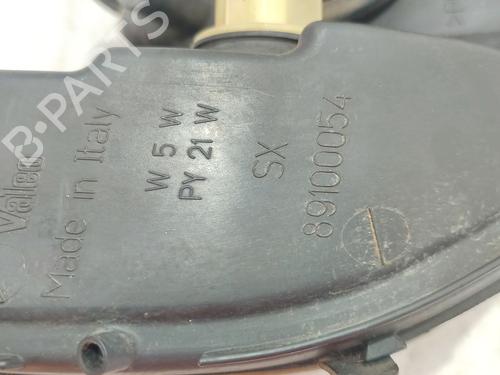 B-PARTS
Valeo
Made in Italy
W 5 W
PY 21 W
SX
89100054